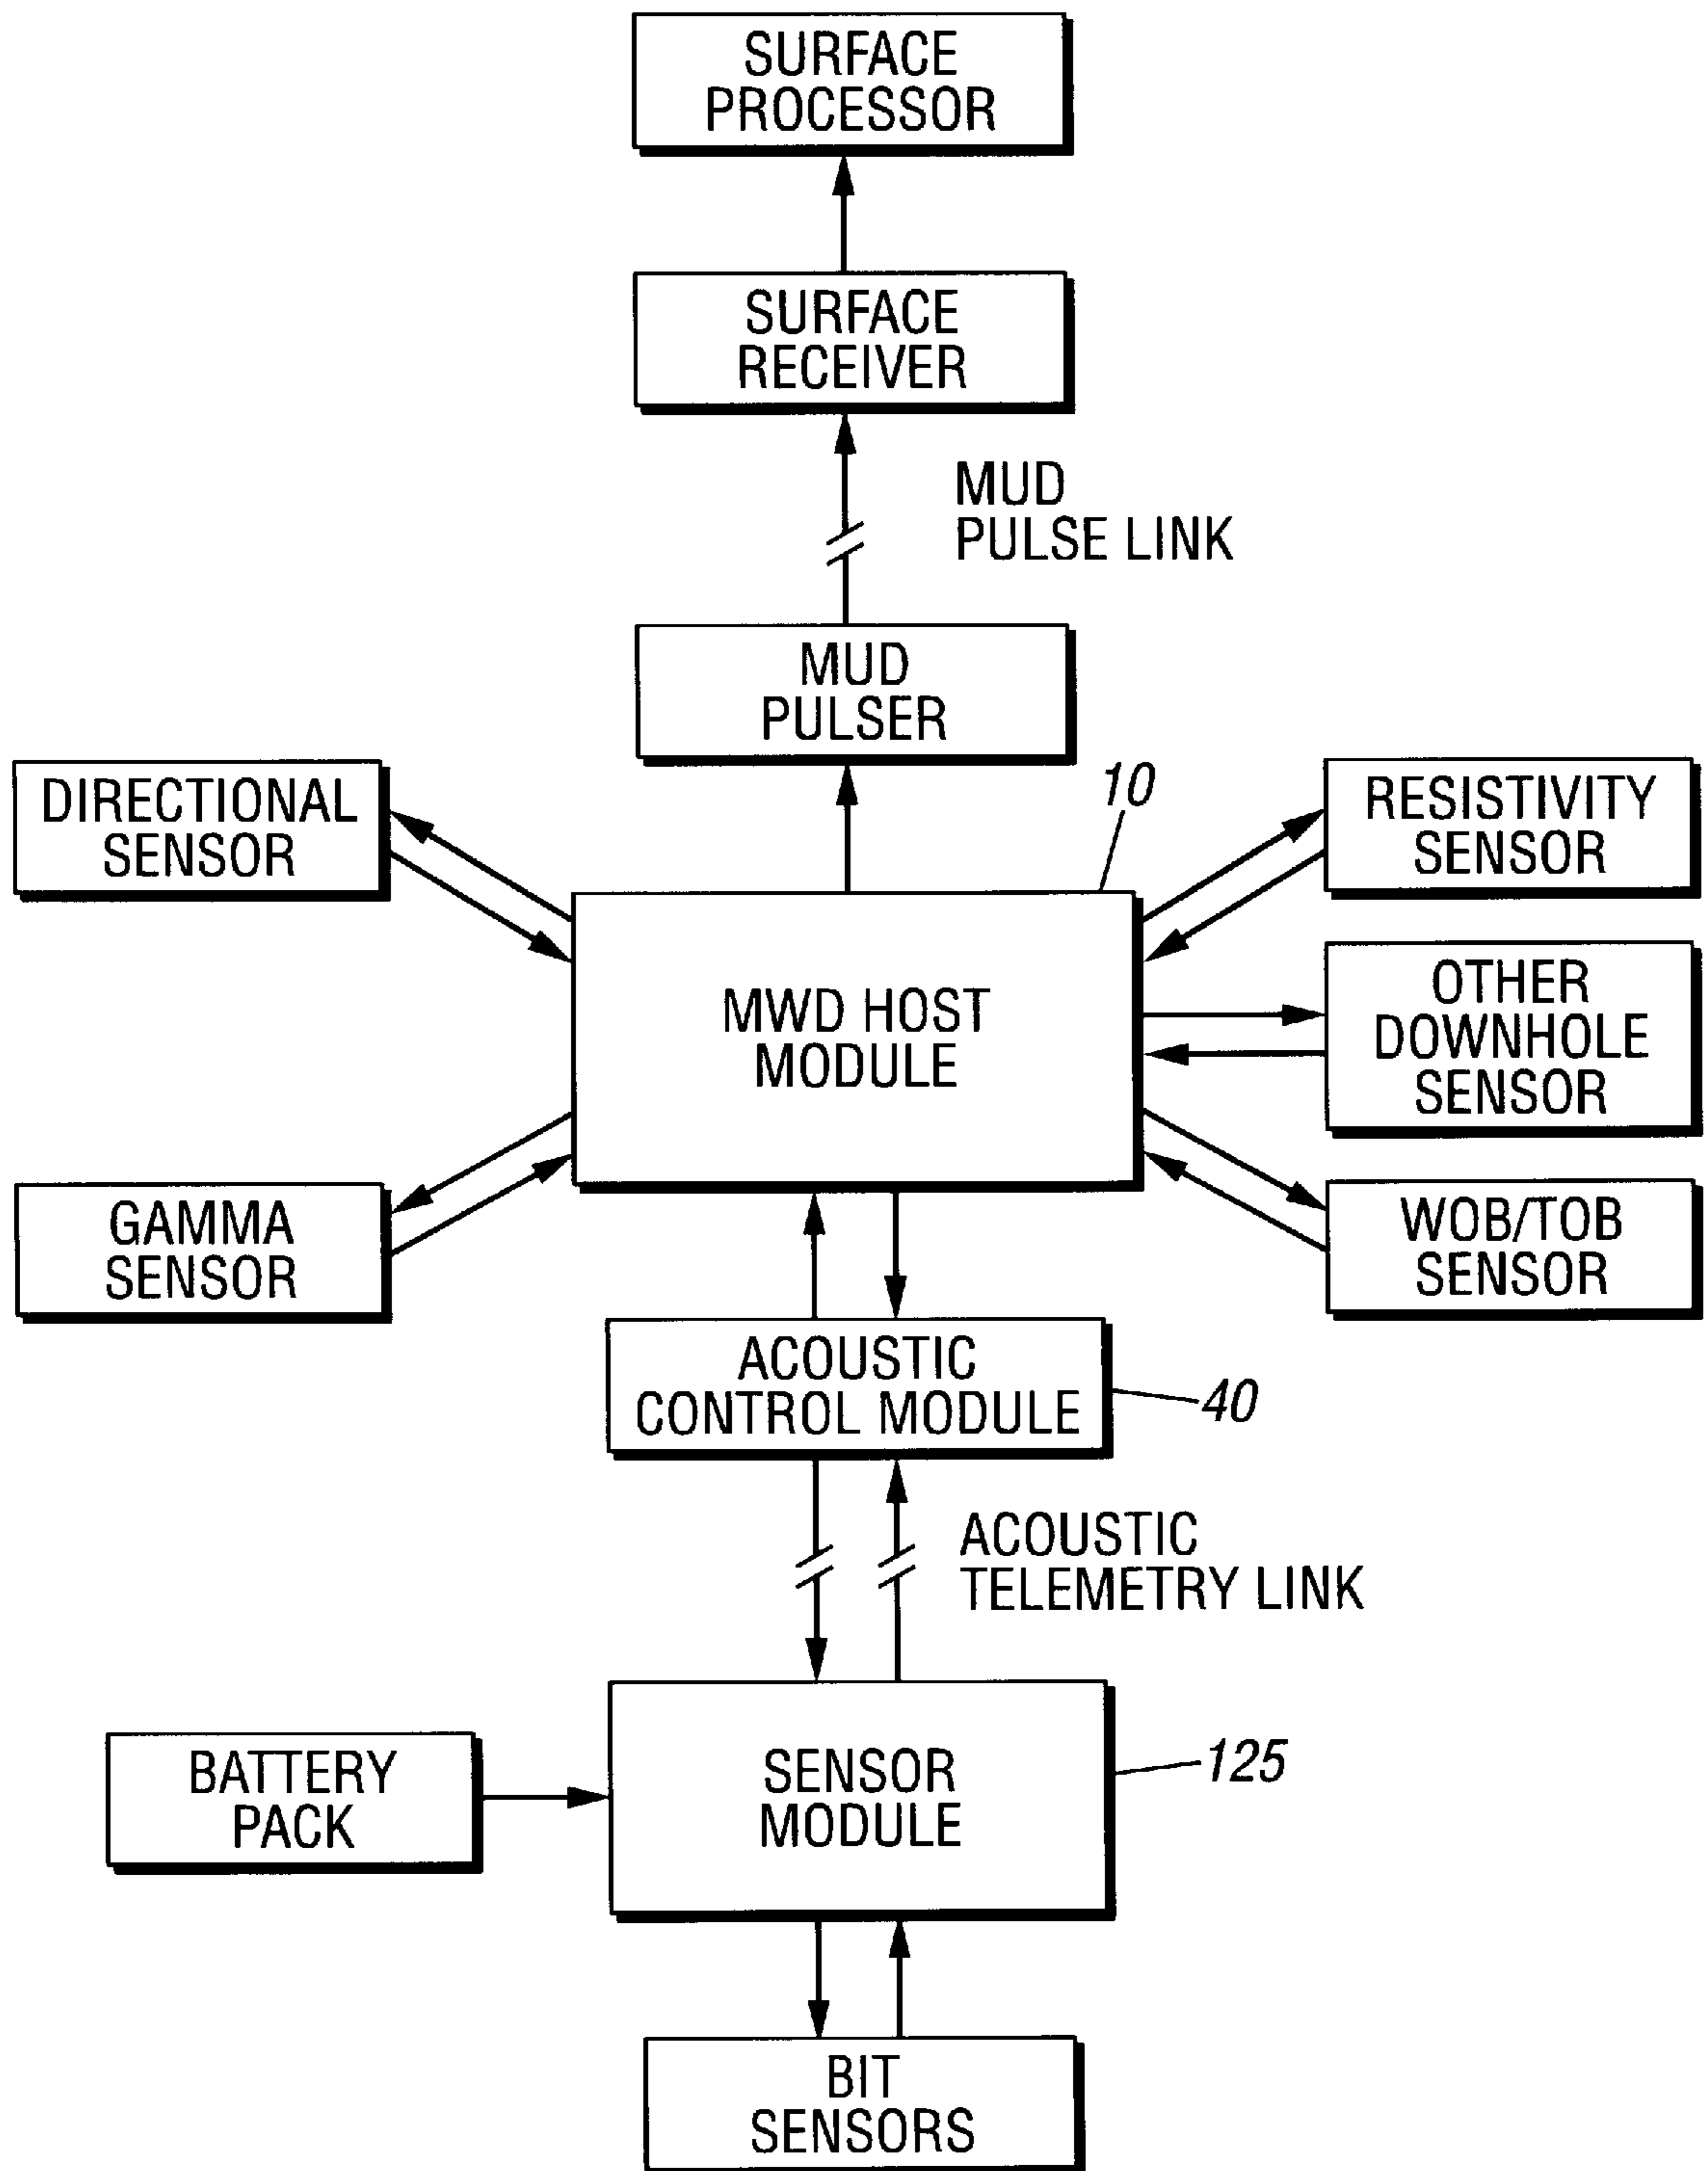 SURFACE
PROCESSOR
SURFACE
RECEIVER
MUD
PULSE LINK
MUD
PULSER
10
DIRECTIONAL
SENSOR
RESISTIVITY
SENSOR
MWD HOST
MODULE
OTHER
DOWNHOLE
SENSOR
GAMMA
SENSOR
WOB/TOB
SENSOR
ACOUSTIC
CONTROL MODULE
40
ACOUSTIC
TELEMETRY LINK
BATTERY
PACK
SENSOR
MODULE
125
BIT
SENSORS